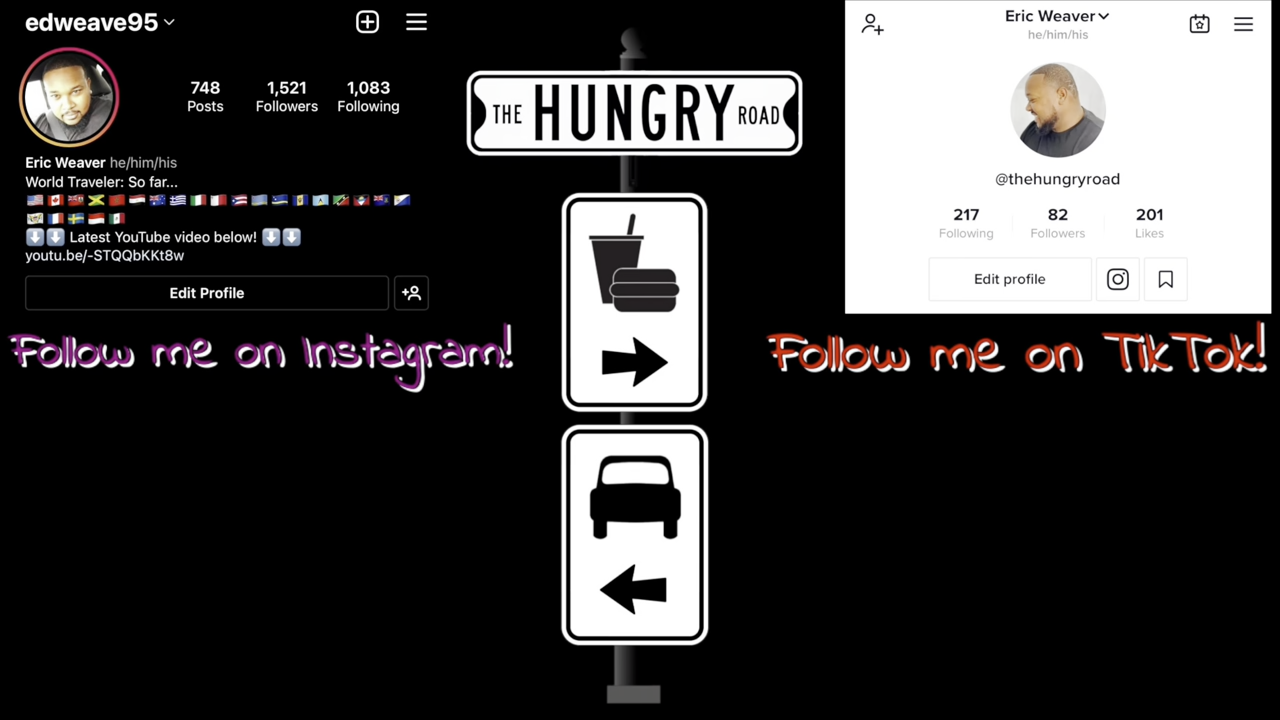 edweave95
748
Posts
1,521
Followers
1,083
Following
Eric Weaver he/him/his
World Traveler: So far...
Latest YouTube video below!
youtu.be/-STQQbKKt8w
Edit Profile
Follow me on Instagram!
THE HUNGRY ROAD
Eric Weaver
he/him/his
@thehungryroad
217
Following
82
Followers
201
Likes
Edit profile
Follow me on TikTok!